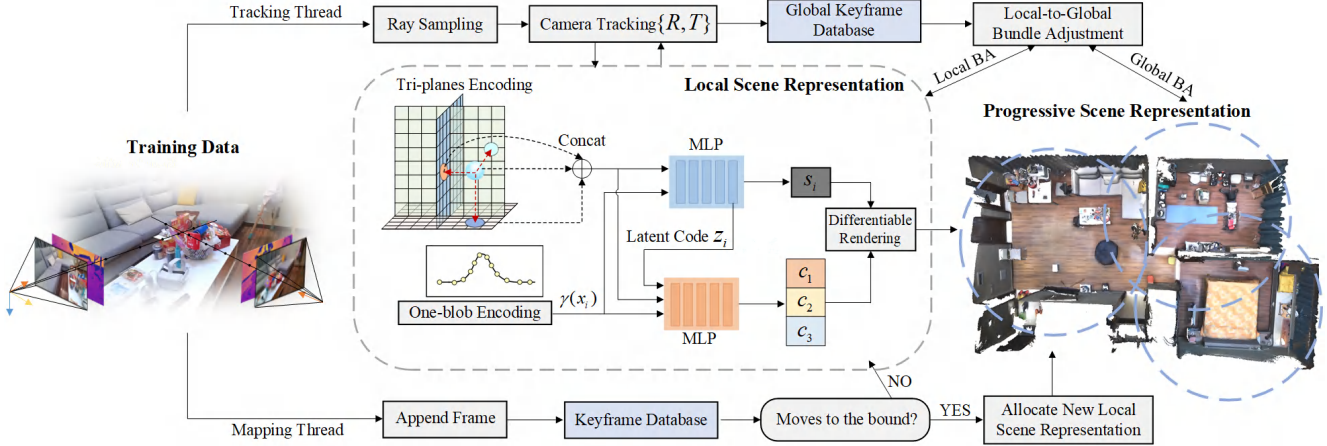 Tracking Thread
Ray Sampling
Camera Tracking{R,T}
Global Keyframe
Database
Local-to-Global
Bundle Adjustment
Local BA
Global BA
Tri-planes Encoding
Local Scene Representation
Concat
MLP
s_i
Differentiable
Rendering
Latent Code z_i
One-blob Encoding
γ(x_i)
MLP
c_1
c_2
c_3
Training Data
Progressive Scene Representation
Mapping Thread
Append Frame
Keyframe Database
Moves to the bound?
NO
YES
Allocate New Local
Scene Representation